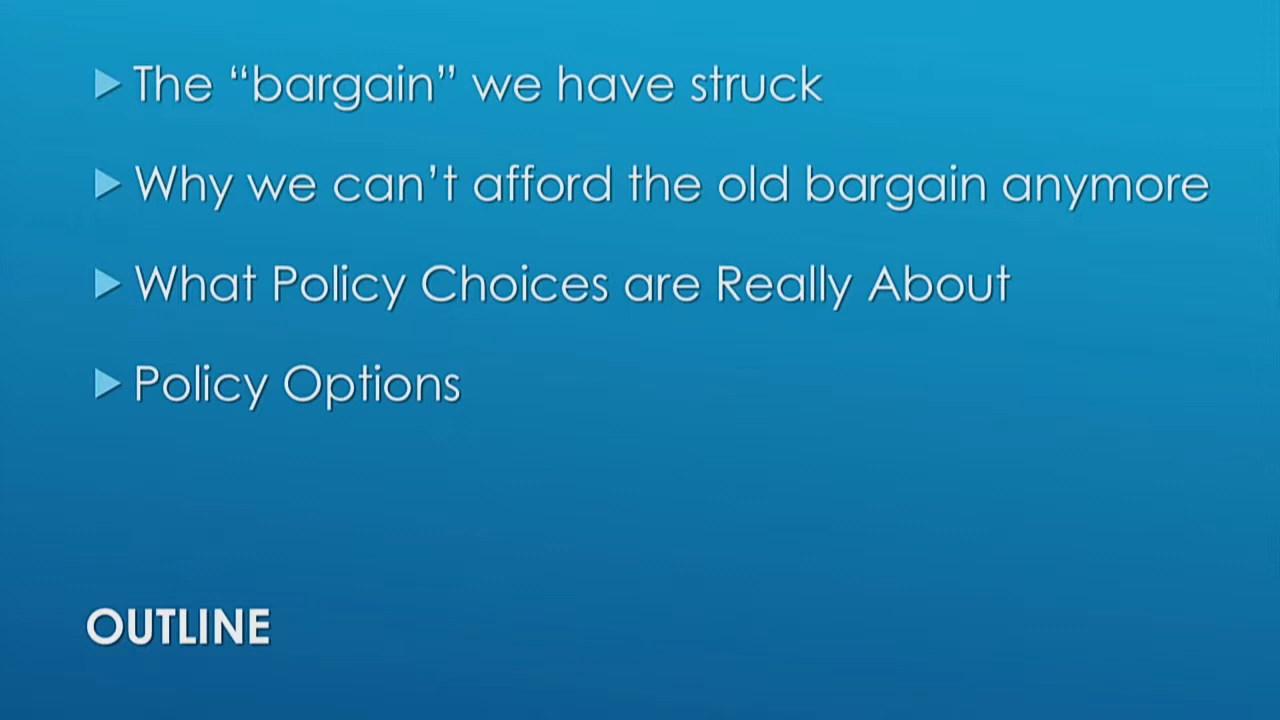 The “bargain” we have struck
Why we can’t afford the old bargain anymore
What Policy Choices are Really About
Policy Options
OUTLINE